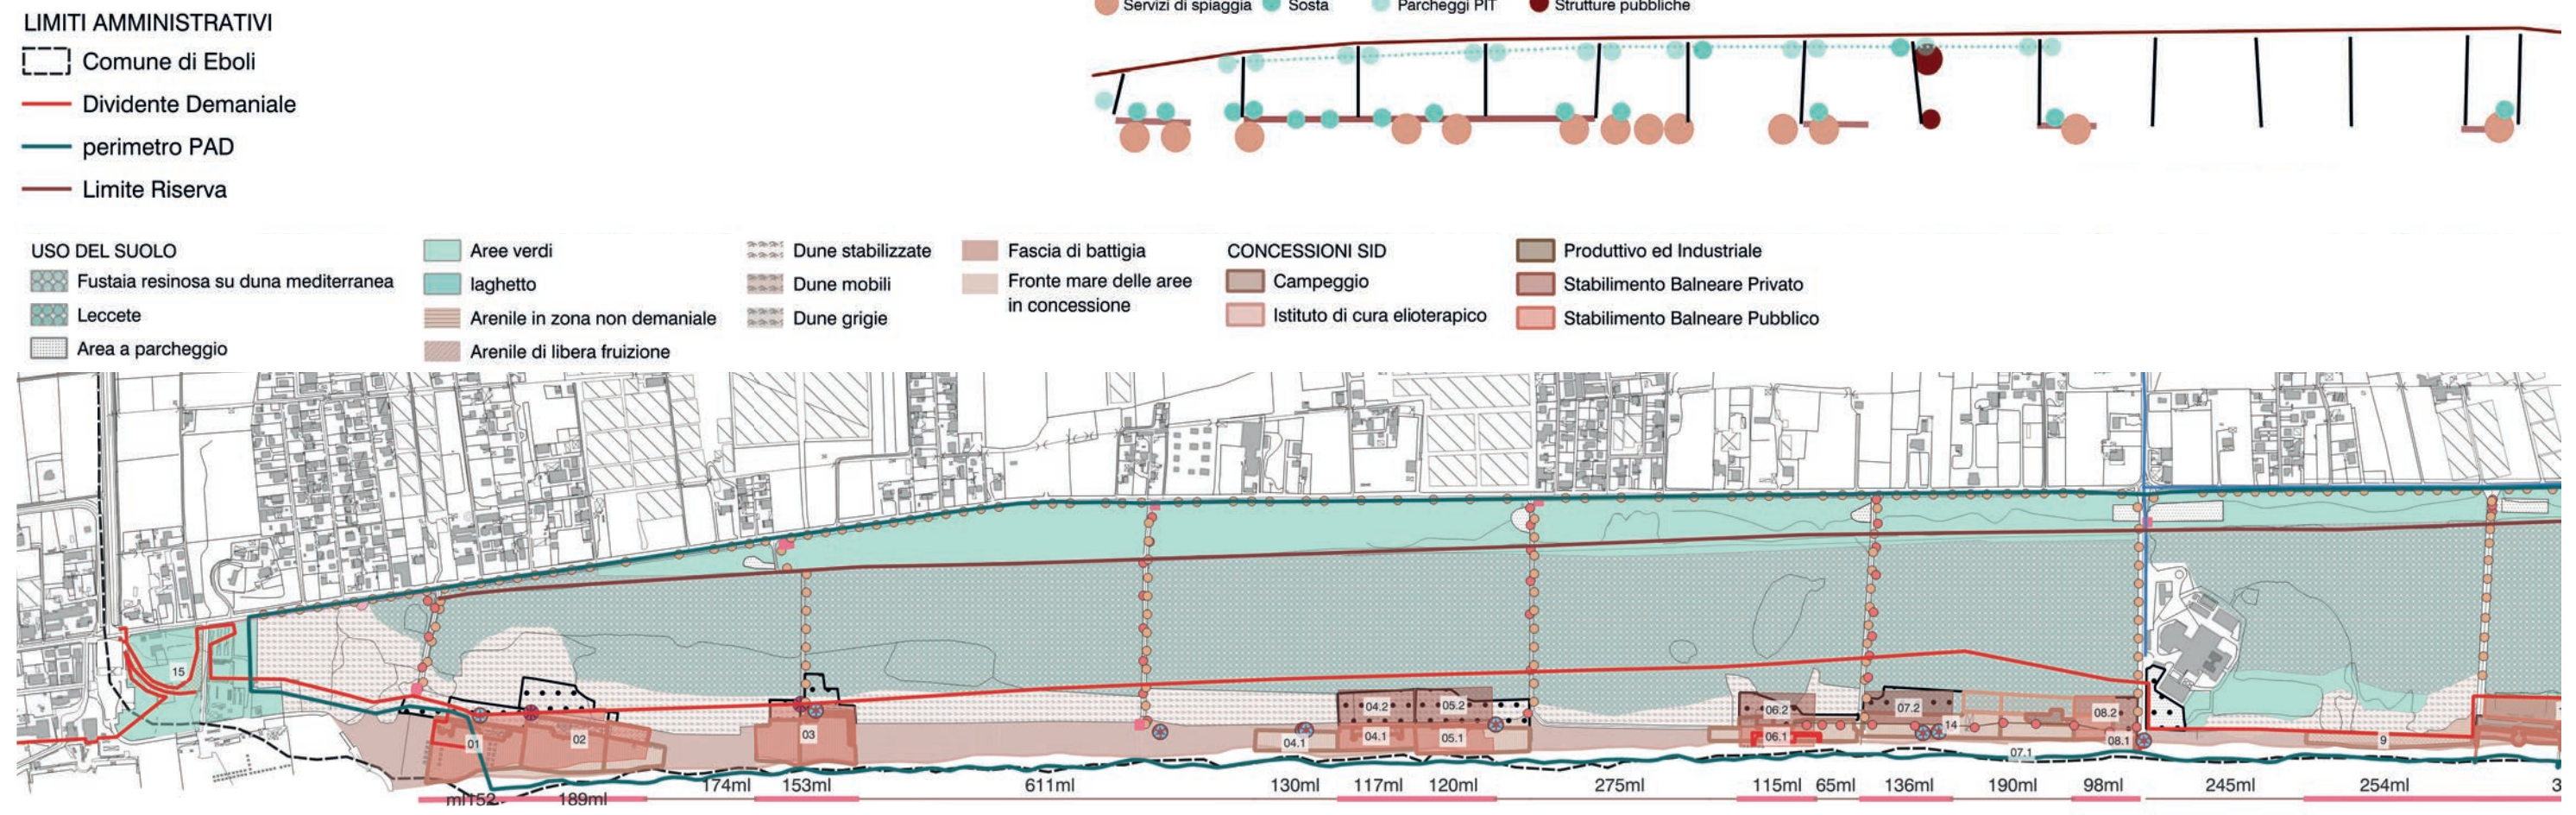 LIMITI AMMINISTRATIVI
Comune di Eboli
Dividente Demaniale
perimetro PAD
Limite Riserva
Servizi di spiaggia Sosta Parcheggi PIT Strutture pubbliche
USO DEL SUOLO
Fustaia resinosa su duna mediterranea
Leccete
Area a parcheggio
Aree verdi
laghetto
Arenile in zona non demaniale
Arenile di libera fruizione
Dune stabilizzate
Dune mobili
Dune grigie
Fascia di battigia
Fronte mare delle aree
in concessione
CONCESSIONI SID
Campeggio
Istituto di cura elioterapico
Produttivo ed Industriale
Stabilimento Balneare Privato
Stabilimento Balneare Pubblico
15
04.2 05.2 06.2 07.2 08.2
01 02 03 04.1 04.1 05.1 06.1 14 08.1 9
07.1
ml152 189ml 174ml 153ml 611ml 130ml 117ml 120ml 275ml 115ml 65ml 136ml 190ml 98ml 245ml 254ml 3